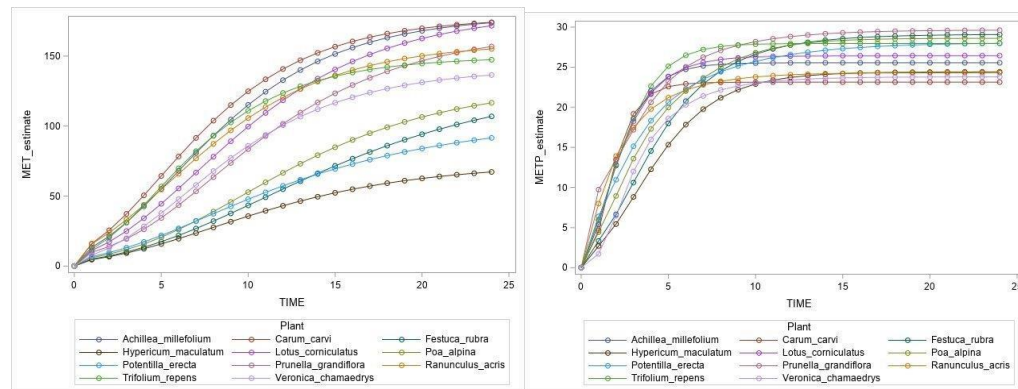 MET_estimate
150
100
50
0
0 5 10 15 20 25
TIME
Plant
Achillea_millefolium Carum_carvi Festuca_rubra
Hypericum_maculatum Lotus_corniculatus Poa_alpina
Potentilla_erecta Prunella_grandiflora Ranunculus_acris
Trifolium_repens Veronica_chamaedrys
METP_estimate
30
25
20
15
10
5
0
0 5 10 15 20 25
TIME
Plant
Achillea_millefolium Carum_carvi Festuca_rubra
Hypericum_maculatum Lotus_corniculatus Poa_alpina
Potentilla_erecta Prunella_grandiflora Ranunculus_acris
Trifolium_repens Veronica_chamaedrys